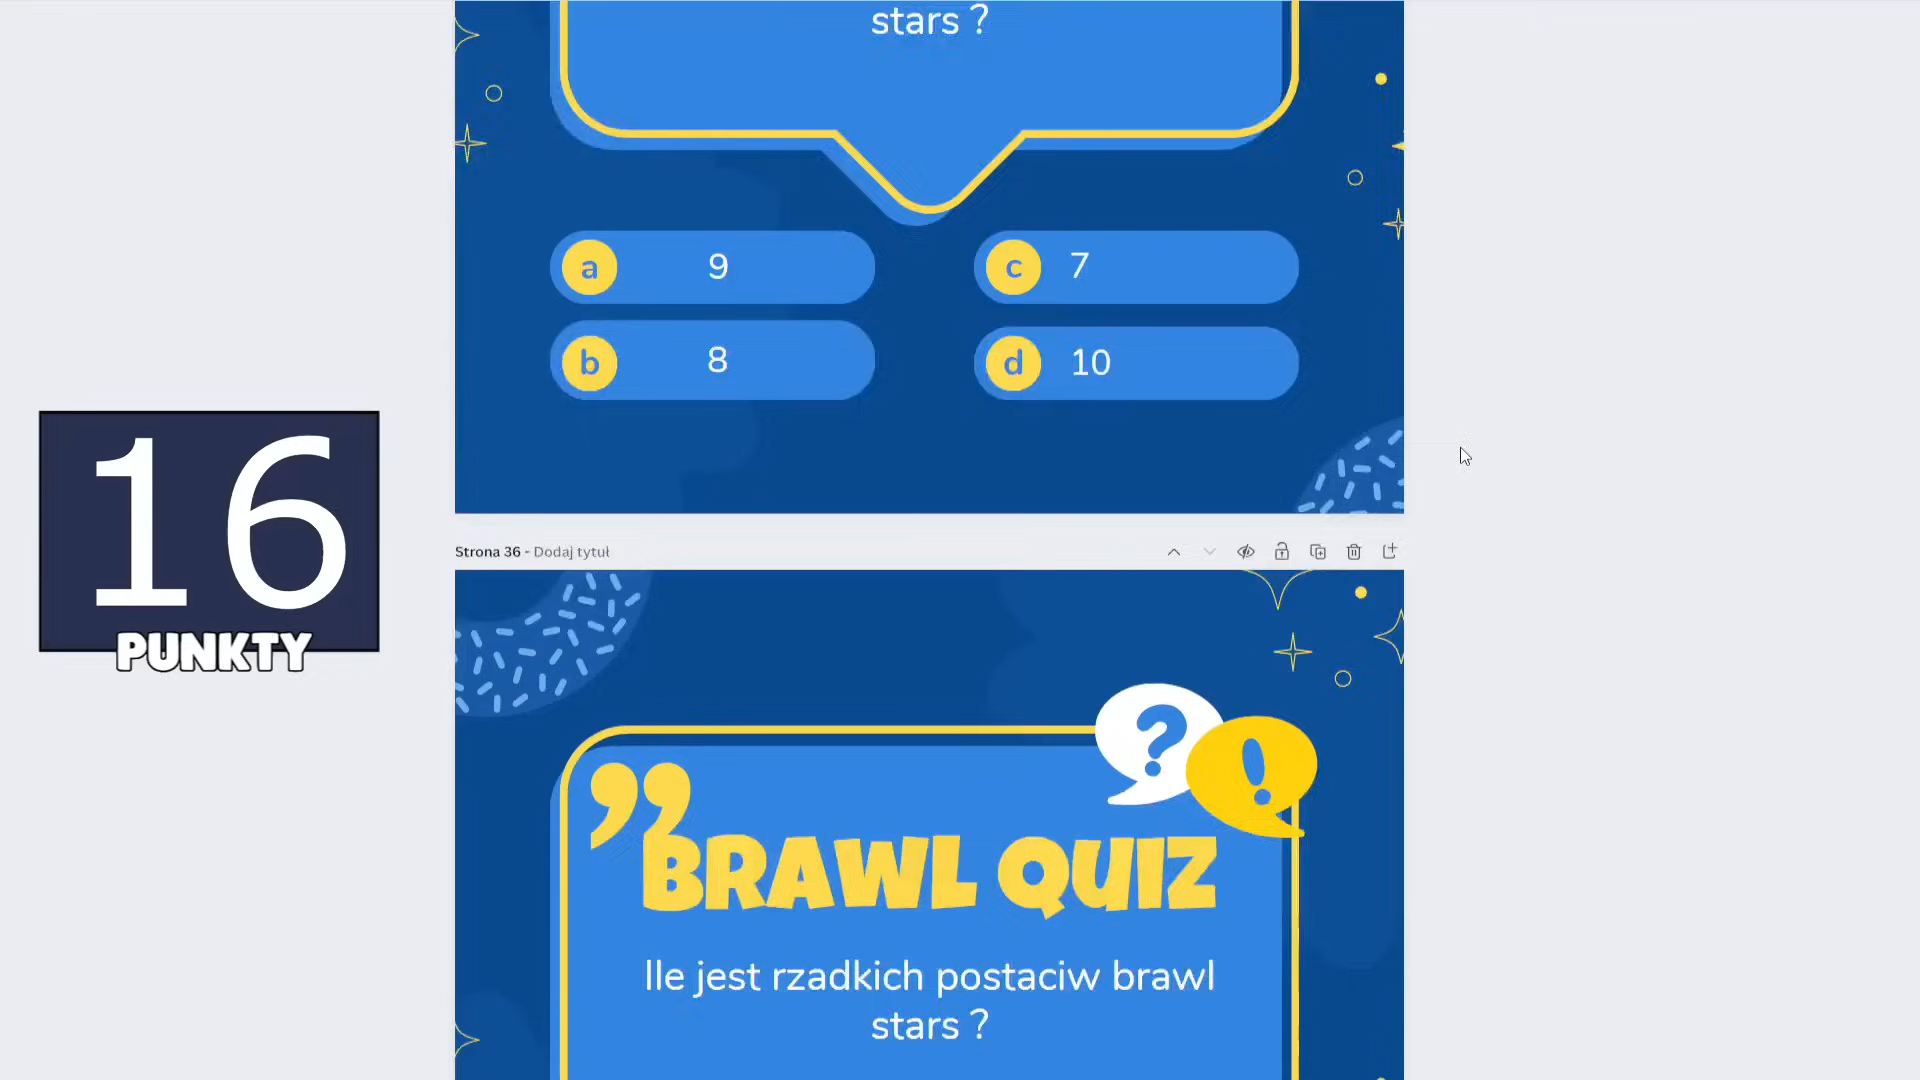 stars ?
a 9
c 7
b 8
d 10
16
PUNKTY
Strona 36 - Dodaj tytuł
? !
BRAWL QUIZ
Ile jest rzadkich postaciw brawl
stars ?